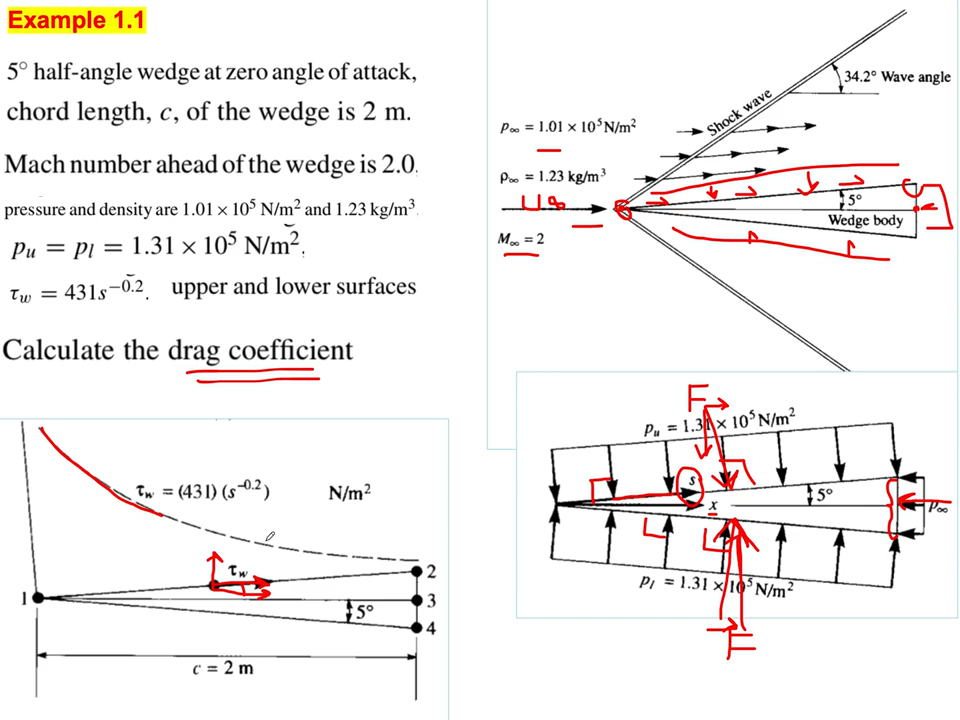 Example 1.1
5° half-angle wedge at zero angle of attack,
chord length, c, of the wedge is 2 m.
Mach number ahead of the wedge is 2.0.
pressure and density are 1.01 × 10⁵ N/m² and 1.23 kg/m³.
pᵤ = pₗ = 1.31 × 10⁵ N/m².
τw = 431s⁻⁰·². upper and lower surfaces
Calculate the drag coefficient
34.2° Wave angle
Shock wave
p∞ = 1.01 × 10⁵ N/m²
ρ∞ = 1.23 kg/m³
U∞
5°
Wedge body
M∞ = 2
τw = (431) (s⁻⁰·²) N/m²
τw
1
2
3
4
5°
c = 2 m
F
pᵤ = 1.31 × 10⁵ N/m²
s
x
5°
p∞
pₗ = 1.31 × 10⁵ N/m²
F